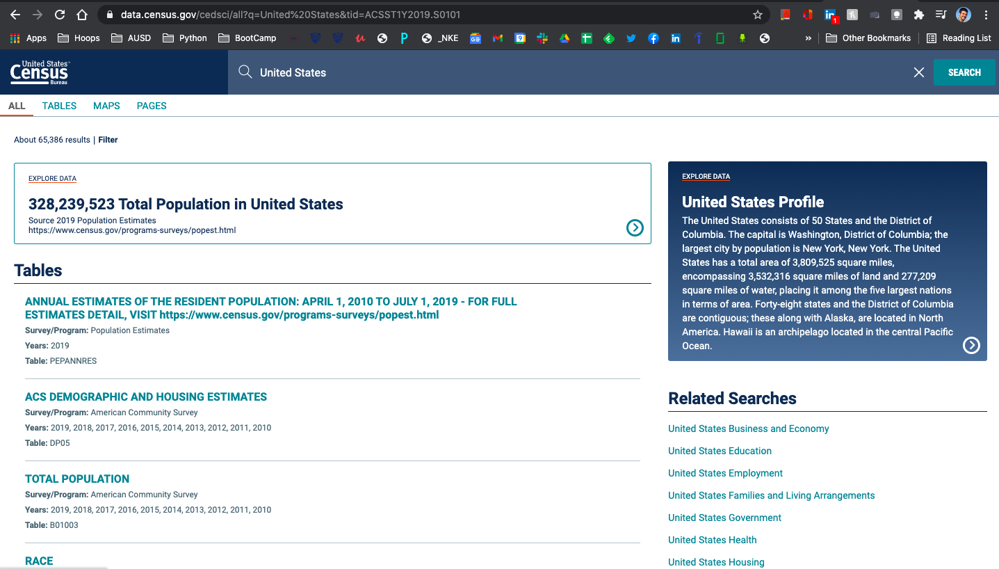 data.census.gov/cedsci/all?q=United%20States&tid=ACSST1Y2019.S0101
1
Apps
Hoops
AUSD
Python
BootCamp
_NKE
»
Other Bookmarks
Reading List
United States™
Census
Bureau
United States
SEARCH
ALL
TABLES
MAPS
PAGES
About 65,386 results | Filter
EXPLORE DATA
328,239,523 Total Population in United States
Source 2019 Population Estimates
https://www.census.gov/programs-surveys/popest.html
Tables
ANNUAL ESTIMATES OF THE RESIDENT POPULATION: APRIL 1, 2010 TO JULY 1, 2019 - FOR FULL
ESTIMATES DETAIL, VISIT https://www.census.gov/programs-surveys/popest.html
Survey/Program: Population Estimates
Years: 2019
Table: PEPANNRES
ACS DEMOGRAPHIC AND HOUSING ESTIMATES
Survey/Program: American Community Survey
Years: 2019, 2018, 2017, 2016, 2015, 2014, 2013, 2012, 2011, 2010
Table: DP05
TOTAL POPULATION
Survey/Program: American Community Survey
Years: 2019, 2018, 2017, 2016, 2015, 2014, 2013, 2012, 2011, 2010
Table: B01003
RACE
EXPLORE DATA
United States Profile
The United States consists of 50 States and the District of
Columbia. The capital is Washington, District of Columbia; the
largest city by population is New York, New York. The United
States has a total area of 3,809,525 square miles,
encompassing 3,532,316 square miles of land and 277,209
square miles of water, placing it among the five largest nations
in terms of area. Forty-eight states and the District of Columbia
are contiguous; these along with Alaska, are located in North
America. Hawaii is an archipelago located in the central Pacific
Ocean.
Related Searches
United States Business and Economy
United States Education
United States Employment
United States Families and Living Arrangements
United States Government
United States Health
United States Housing